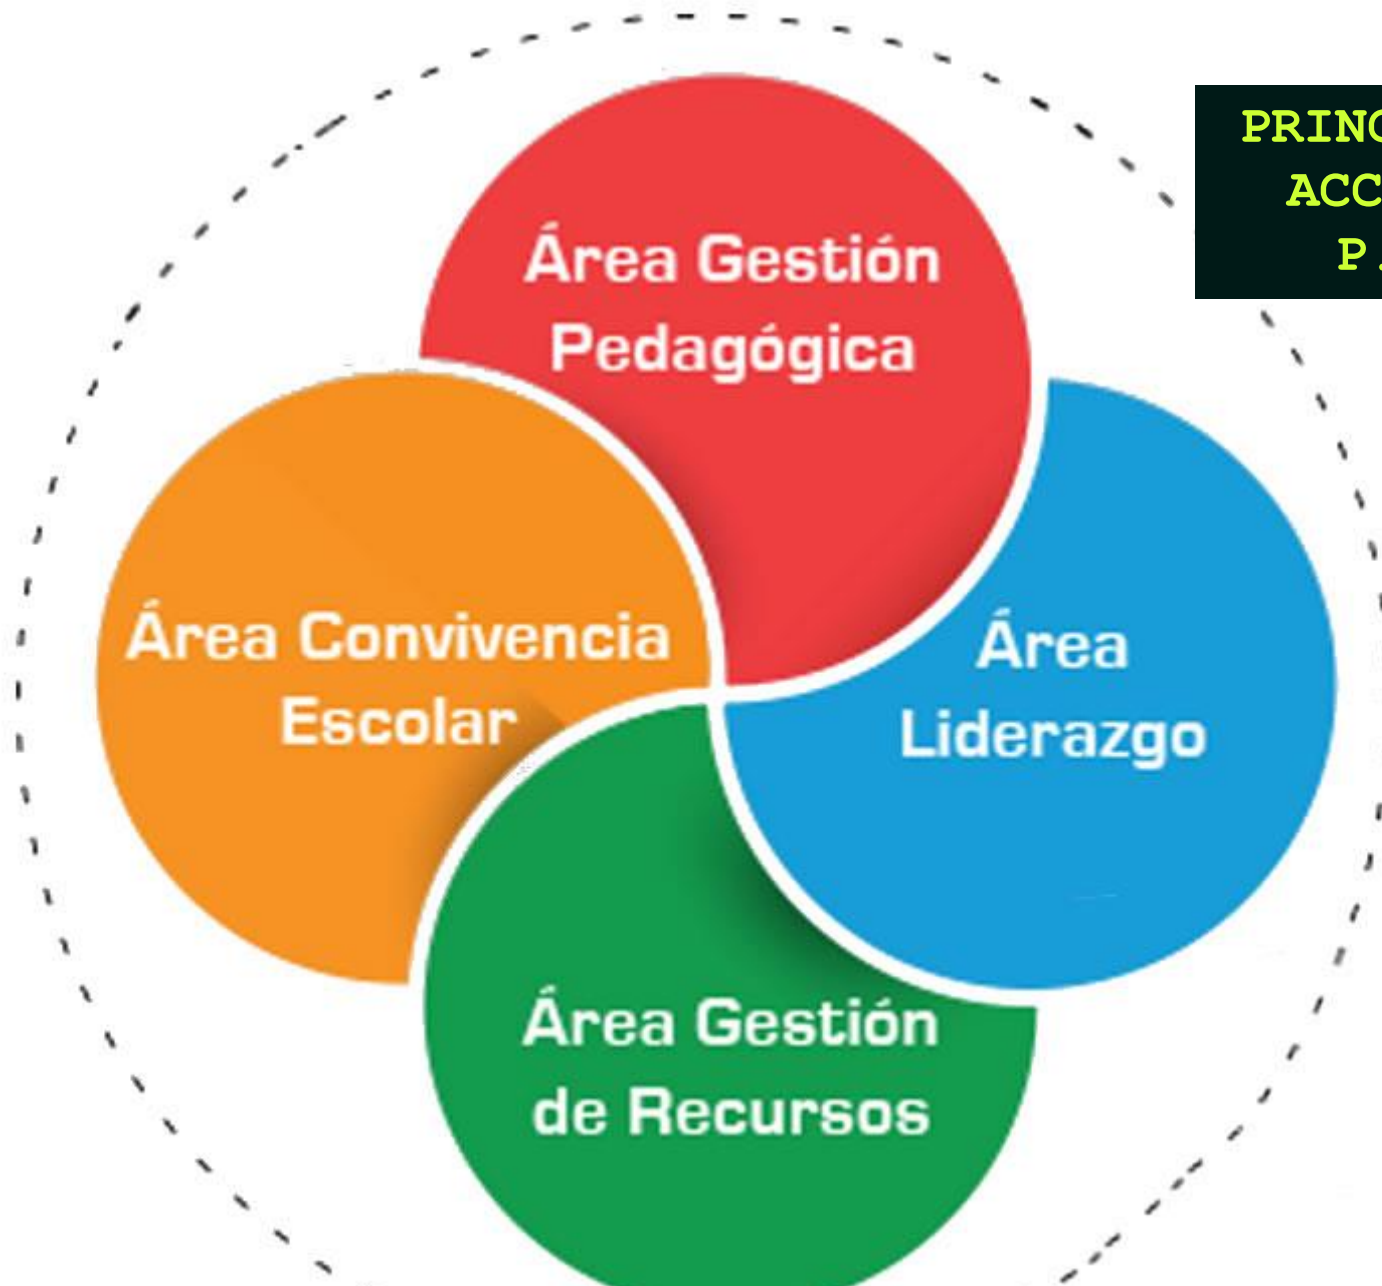 Área Gestión
Pedagógica
Área Convivencia
Escolar
Área
Liderazgo
Área Gestión
de Recursos